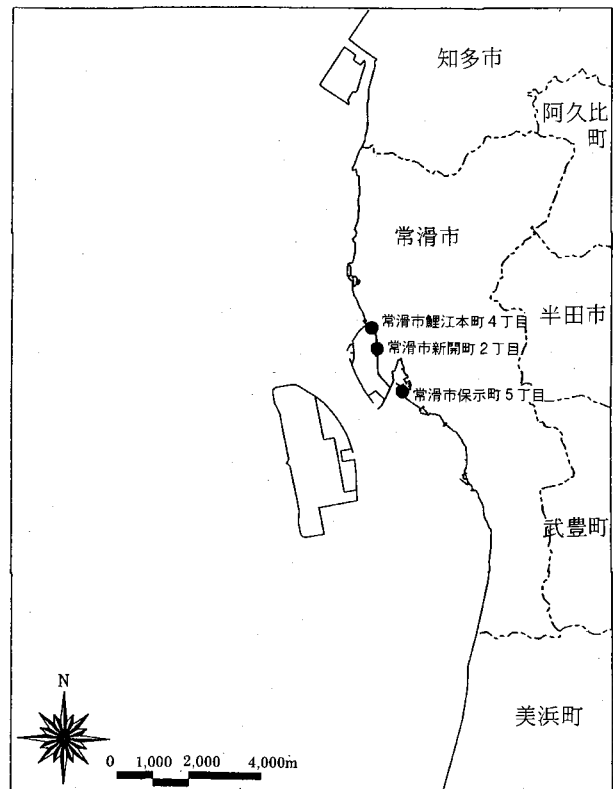 知多市
阿久比
町
常滑市
半田市
常滑市鯉江本町4丁目
常滑市新開町2丁目
常滑市保示町5丁目
武豊町
美浜町
N
0 1,000 2,000 4,000m